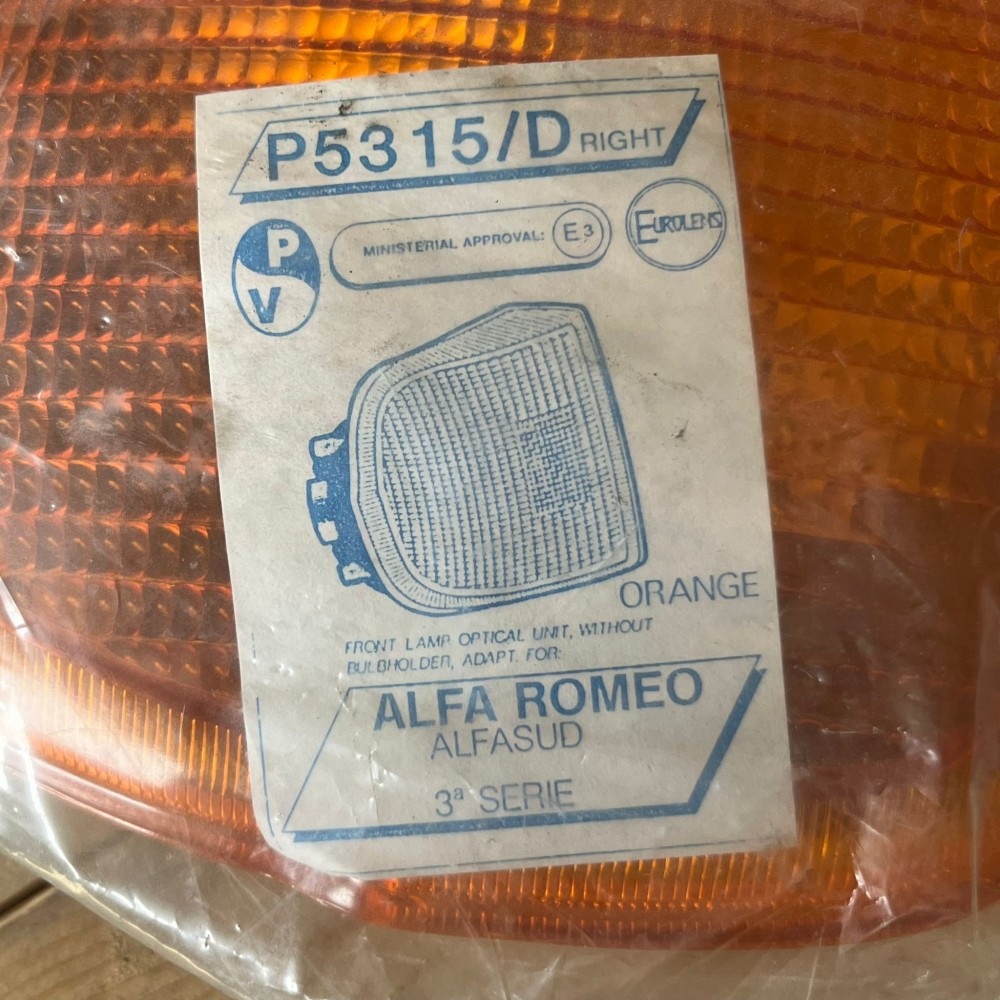 P5315/D RIGHT
PV
MINISTERIAL APPROVAL: E3
EUROLENS
ORANGE
FRONT LAMP OPTICAL UNIT, WITHOUT
BULBHOLDER, ADAPT. FOR:
ALFA ROMEO
ALFASUD
3ª SERIE